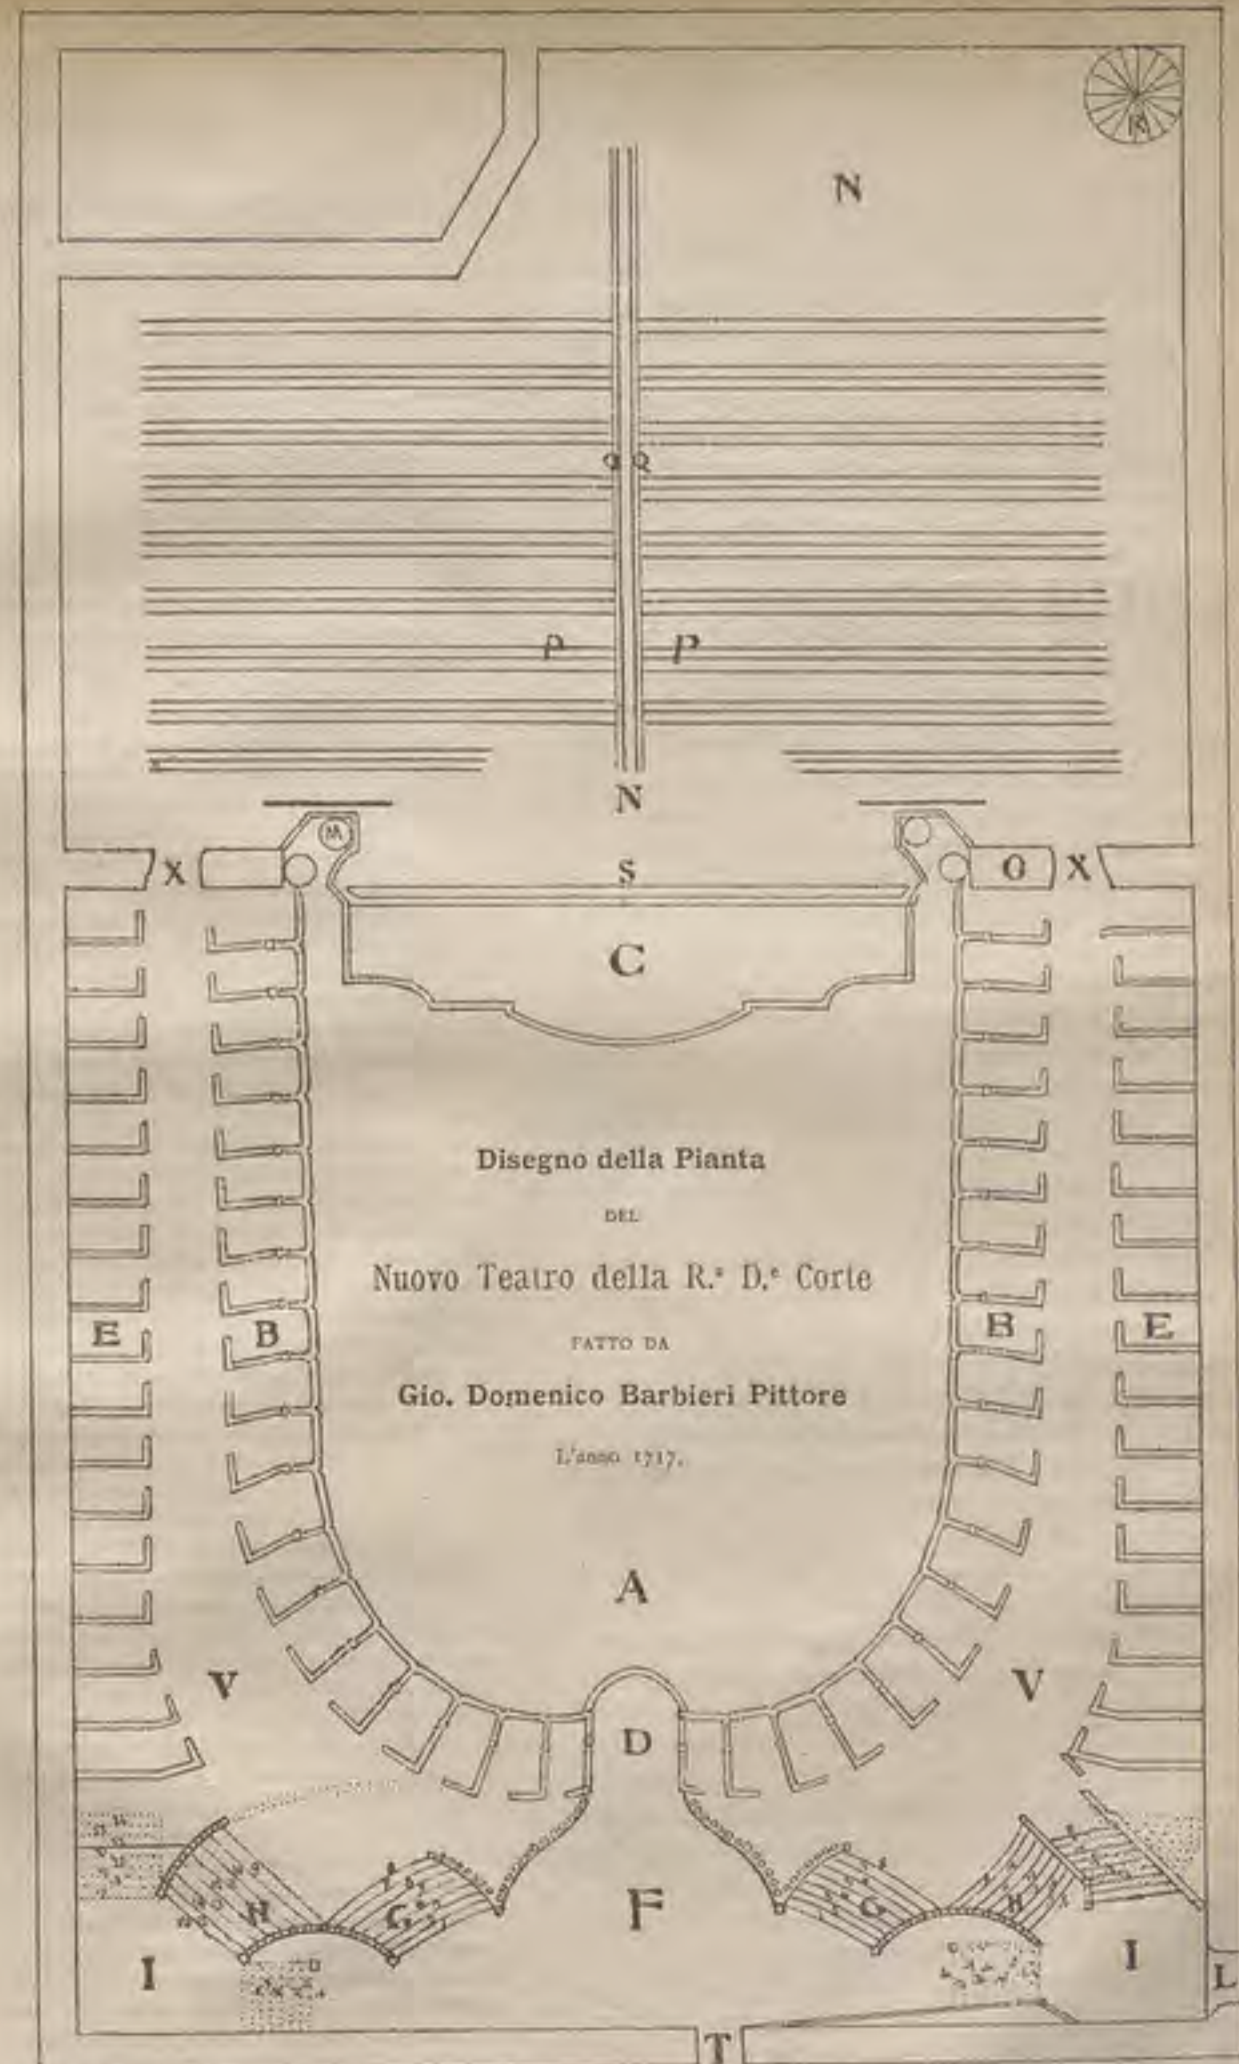 K
N
Q Q
P P
N
M
X S O X
C
Disegno della Pianta
DEL
Nuovo Teatro della R.ª D.e Corte
FATTO DA
Gio. Domenico Barbieri Pittore
L'anno 1717.
E B B E
A
V V
D
H G F G H
I I
L
T